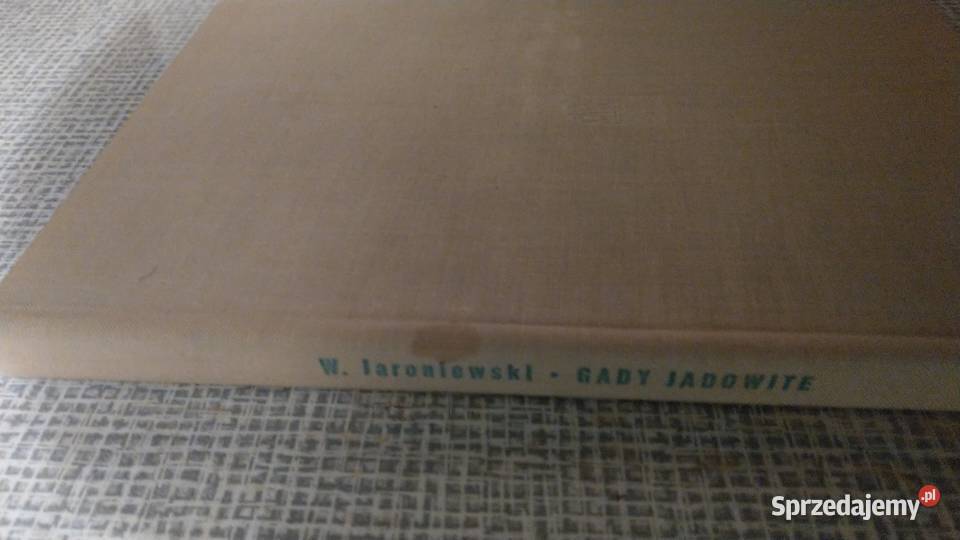 W. Jaroniewski - GADY JADOWITE
Sprzedajemy.pl